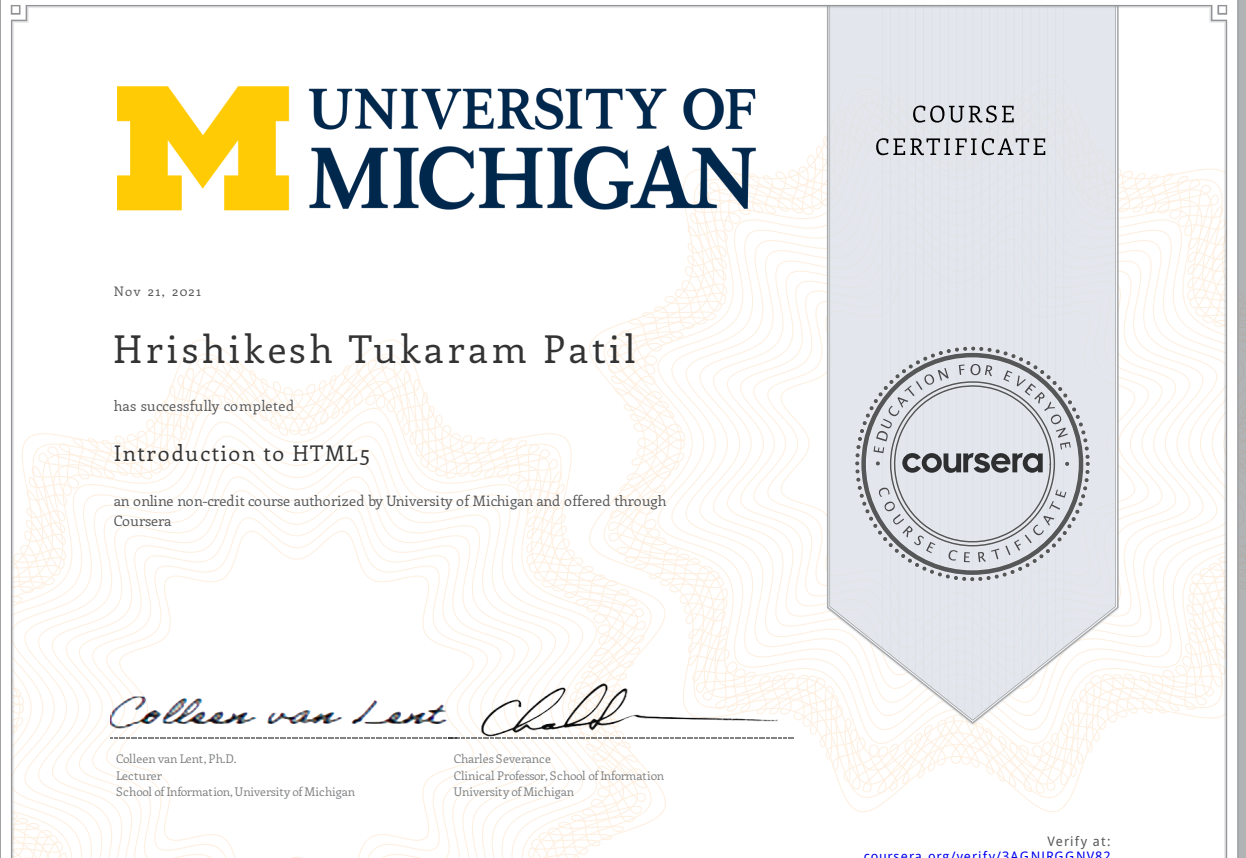 M UNIVERSITY OF
MICHIGAN
COURSE
CERTIFICATE
Nov 21, 2021
Hrishikesh Tukaram Patil
has successfully completed
Introduction to HTML5
an online non-credit course authorized by University of Michigan and offered through
Coursera
EDUCATION FOR EVERYONE
coursera
COURSE CERTIFICATE
Colleen van Lent
Colleen van Lent, Ph.D.
Lecturer
School of Information, University of Michigan
Charles Severance
Clinical Professor, School of Information
University of Michigan
Verify at:
coursera.org/verify/3AGNJRGGNV82